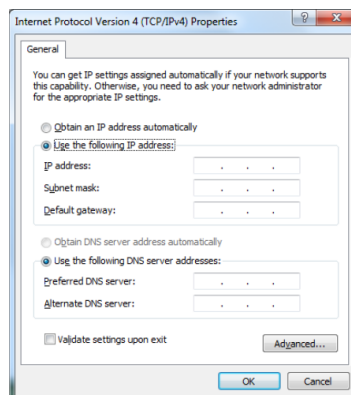 Internet Protocol Version 4 (TCP/IPv4) Properties
General
You can get IP settings assigned automatically if your network supports
this capability. Otherwise, you need to ask your network administrator
for the appropriate IP settings.
Obtain an IP address automatically
Use the following IP address:
IP address:
. . .
Subnet mask:
. . .
Default gateway:
. . .
Obtain DNS server address automatically
Use the following DNS server addresses:
Preferred DNS server:
. . .
Alternate DNS server:
. . .
Validate settings upon exit
Advanced...
OK
Cancel